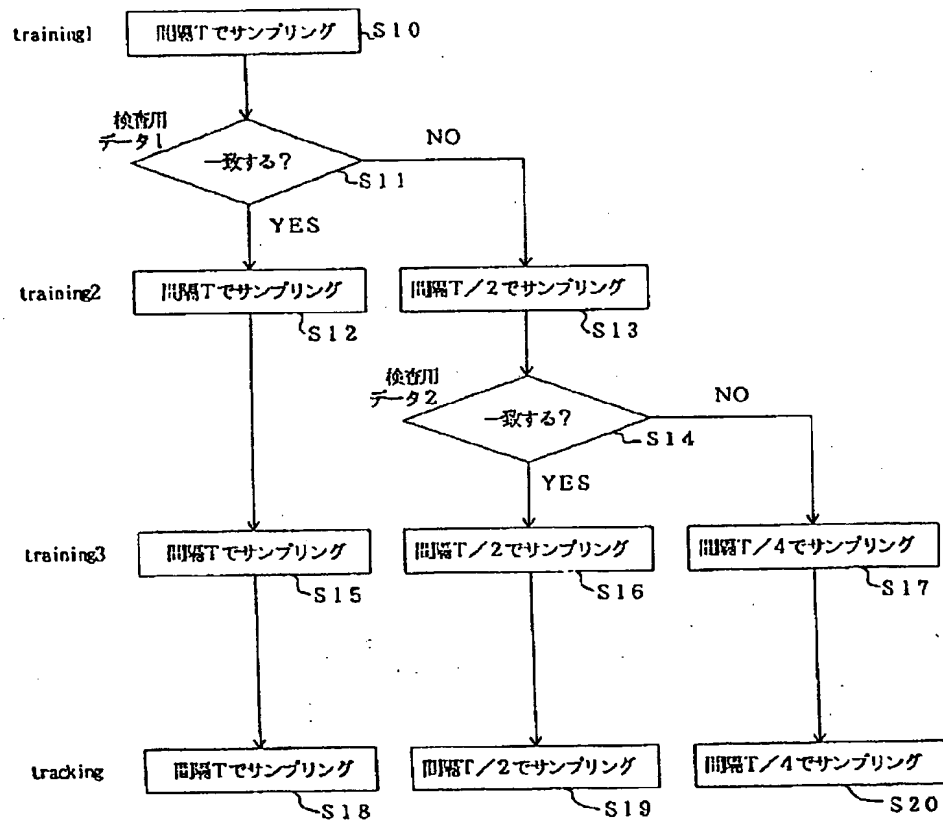 training1
間隔Tでサンプリング
S10
検査用
データ1
一致する?
NO
S11
YES
training2
間隔Tでサンプリング
S12
間隔T/2でサンプリング
S13
検査用
データ2
一致する?
NO
S14
YES
training3
間隔Tでサンプリング
S15
間隔T/2でサンプリング
S16
間隔T/4でサンプリング
S17
tracking
間隔Tでサンプリング
S18
間隔T/2でサンプリング
S19
間隔T/4でサンプリング
S20